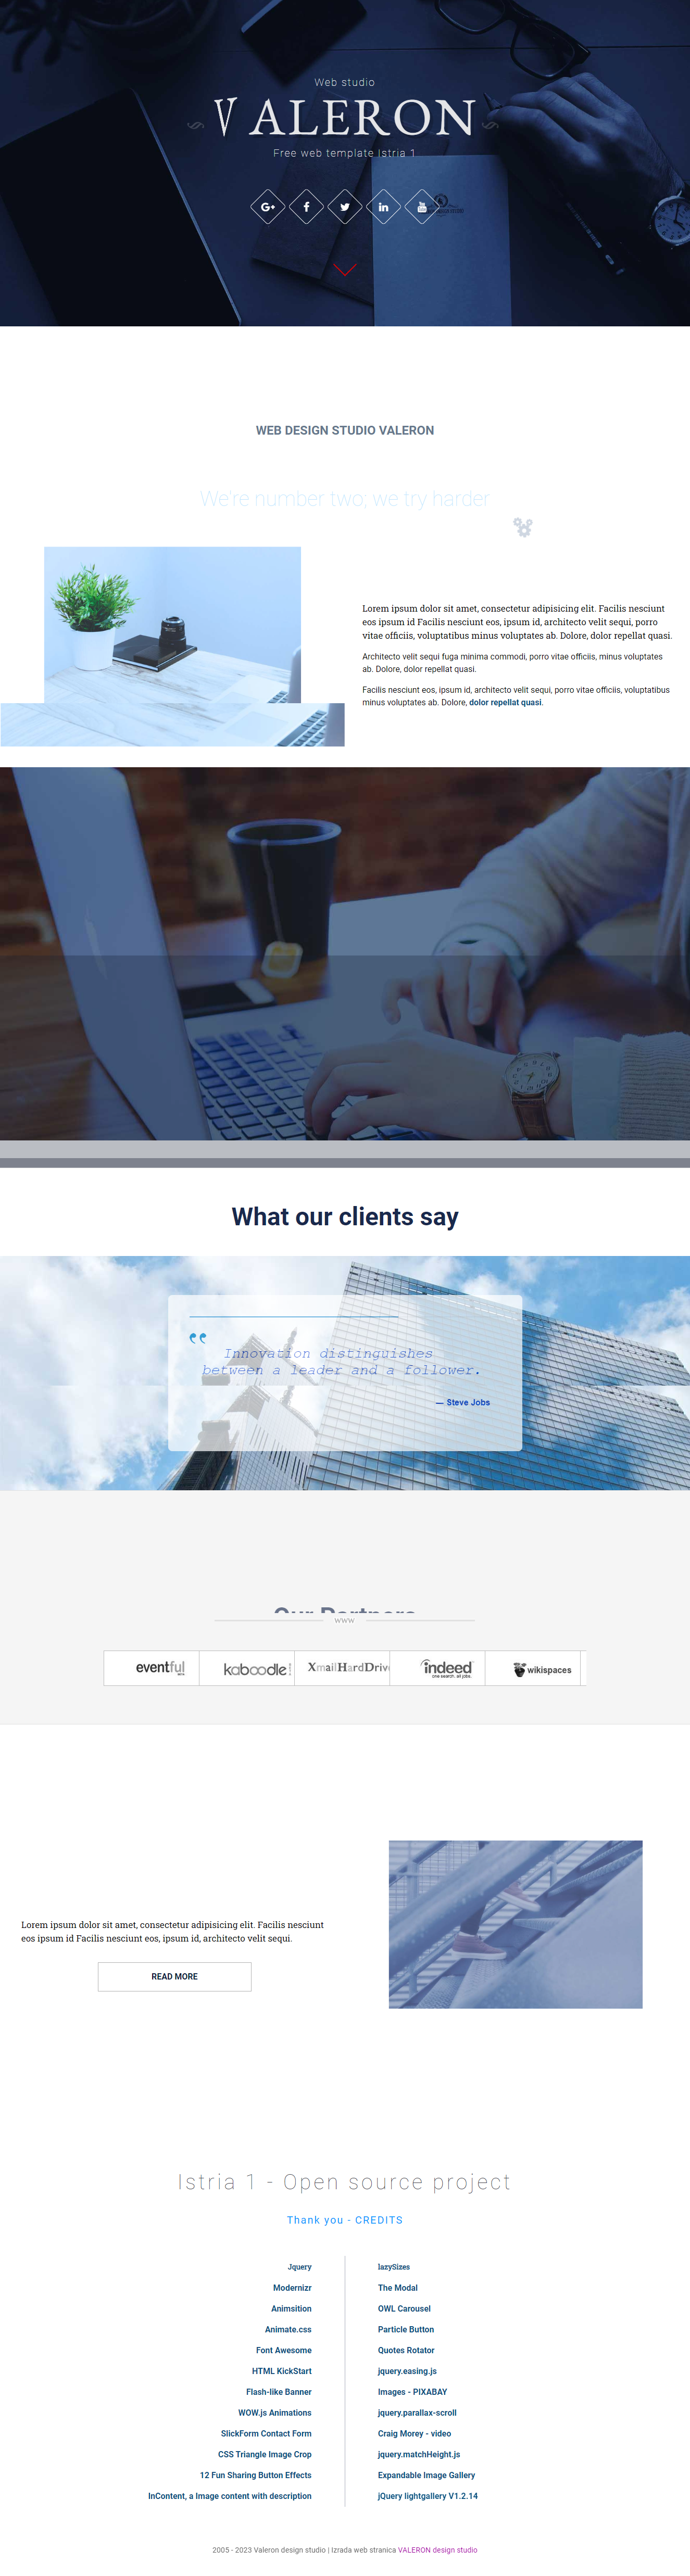 Web studio
VALERON
Free web template Istria 1
WEB DESIGN STUDIO VALERON
We're number two; we try harder
Lorem ipsum dolor sit amet, consectetur adipisicing elit. Facilis nesciunt
eos ipsum id Facilis nesciunt eos, ipsum id, architecto velit sequi, porro
vitae officiis, voluptatibus minus voluptates ab. Dolore, dolor repellat quasi.
Architecto velit sequi fuga minima commodi, porro vitae officiis, minus voluptates
ab. Dolore, dolor repellat quasi.
Facilis nesciunt eos, ipsum id, architecto velit sequi, porro vitae officiis, voluptatibus
minus voluptates ab. Dolore, dolor repellat quasi.
What our clients say
Innovation distinguishes
between a leader and a follower.
— Steve Jobs
Our Partners
www
eventful
kaboodle!
XmailHardDrive
indeed
one search. all jobs.
wikispaces
Lorem ipsum dolor sit amet, consectetur adipisicing elit. Facilis nesciunt
eos ipsum id Facilis nesciunt eos, ipsum id, architecto velit sequi.
READ MORE
Istria 1 - Open source project
Thank you - CREDITS
Jquery
Modernizr
Animsition
Animate.css
Font Awesome
HTML KickStart
Flash-like Banner
WOW.js Animations
SlickForm Contact Form
CSS Triangle Image Crop
12 Fun Sharing Button Effects
InContent, a Image content with description
lazySizes
The Modal
OWL Carousel
Particle Button
Quotes Rotator
jquery.easing.js
Images - PIXABAY
jquery.parallax-scroll
Craig Morey - video
jquery.matchHeight.js
Expandable Image Gallery
jQuery lightgallery V1.2.14
2005 - 2023 Valeron design studio | Izrada web stranica VALERON design studio